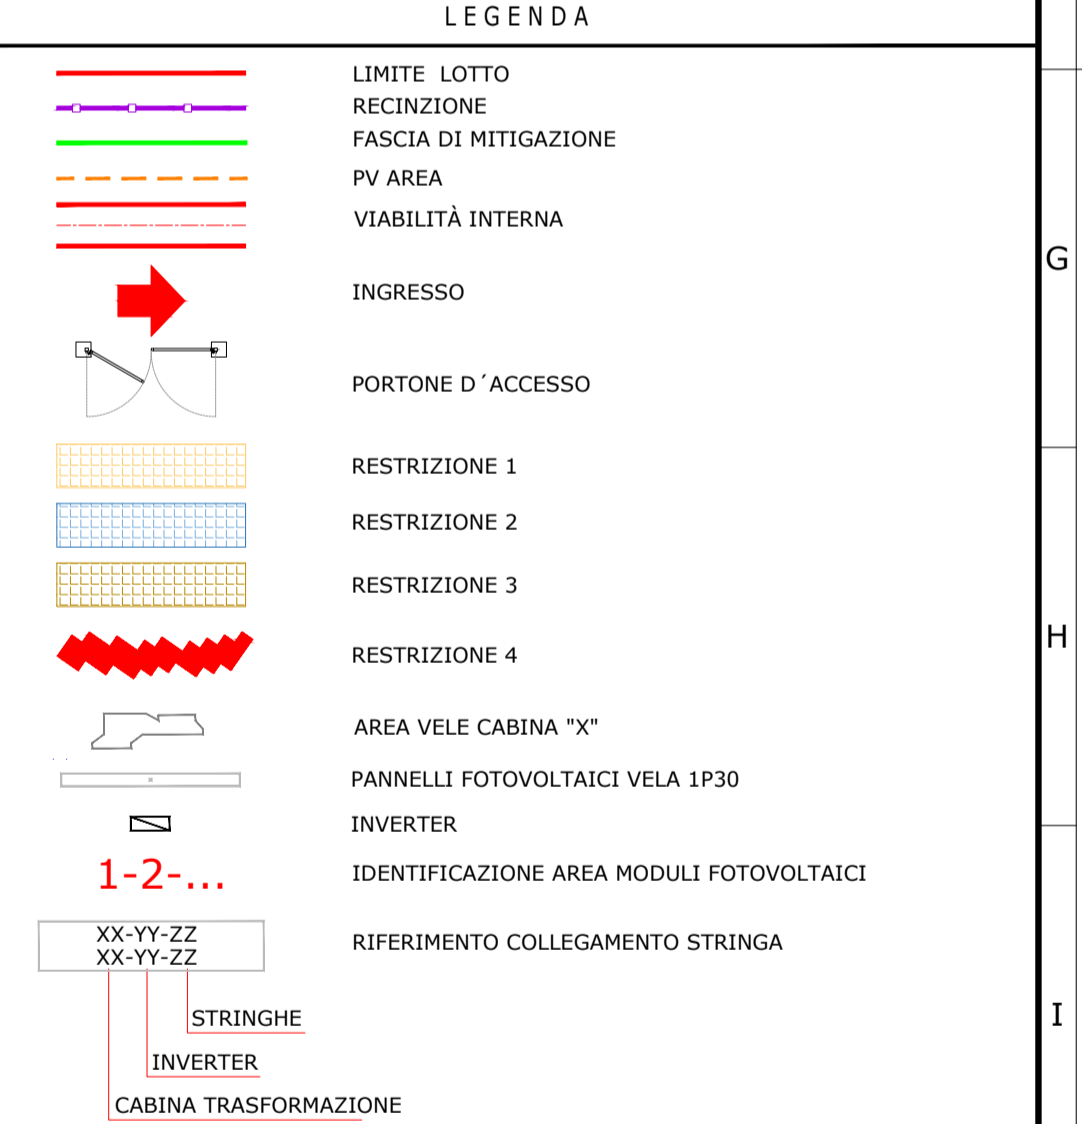 LEGENDA
LIMITE LOTTO
RECINZIONE
FASCIA DI MITIGAZIONE
PV AREA
VIABILITÀ INTERNA
G
INGRESSO
PORTONE D´ACCESSO
RESTRIZIONE 1
RESTRIZIONE 2
RESTRIZIONE 3
H
RESTRIZIONE 4
AREA VELE CABINA "X"
PANNELLI FOTOVOLTAICI VELA 1P30
INVERTER
1-2-... IDENTIFICAZIONE AREA MODULI FOTOVOLTAICI
XX-YY-ZZ
XX-YY-ZZ
RIFERIMENTO COLLEGAMENTO STRINGA
I
STRINGHE
INVERTER
CABINA TRASFORMAZIONE